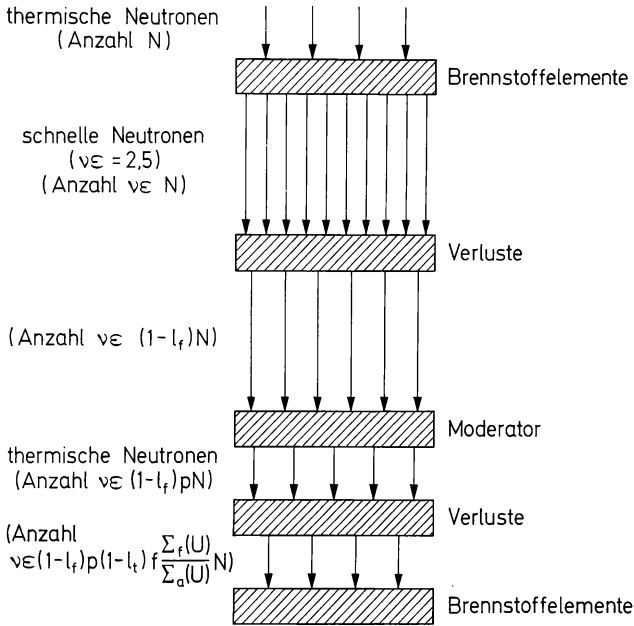 thermische Neutronen
(Anzahl N)
Brennstoffelemente
schnelle Neutronen
(νε = 2,5)
(Anzahl νε N)
Verluste
(Anzahl νε (1-l_f)N)
Moderator
thermische Neutronen
(Anzahl νε(1-l_f)pN)
Verluste
(Anzahl
νε(1-l_f)p(1-l_t)f Σ_f(U)/Σ_a(U) N)
Brennstoffelemente